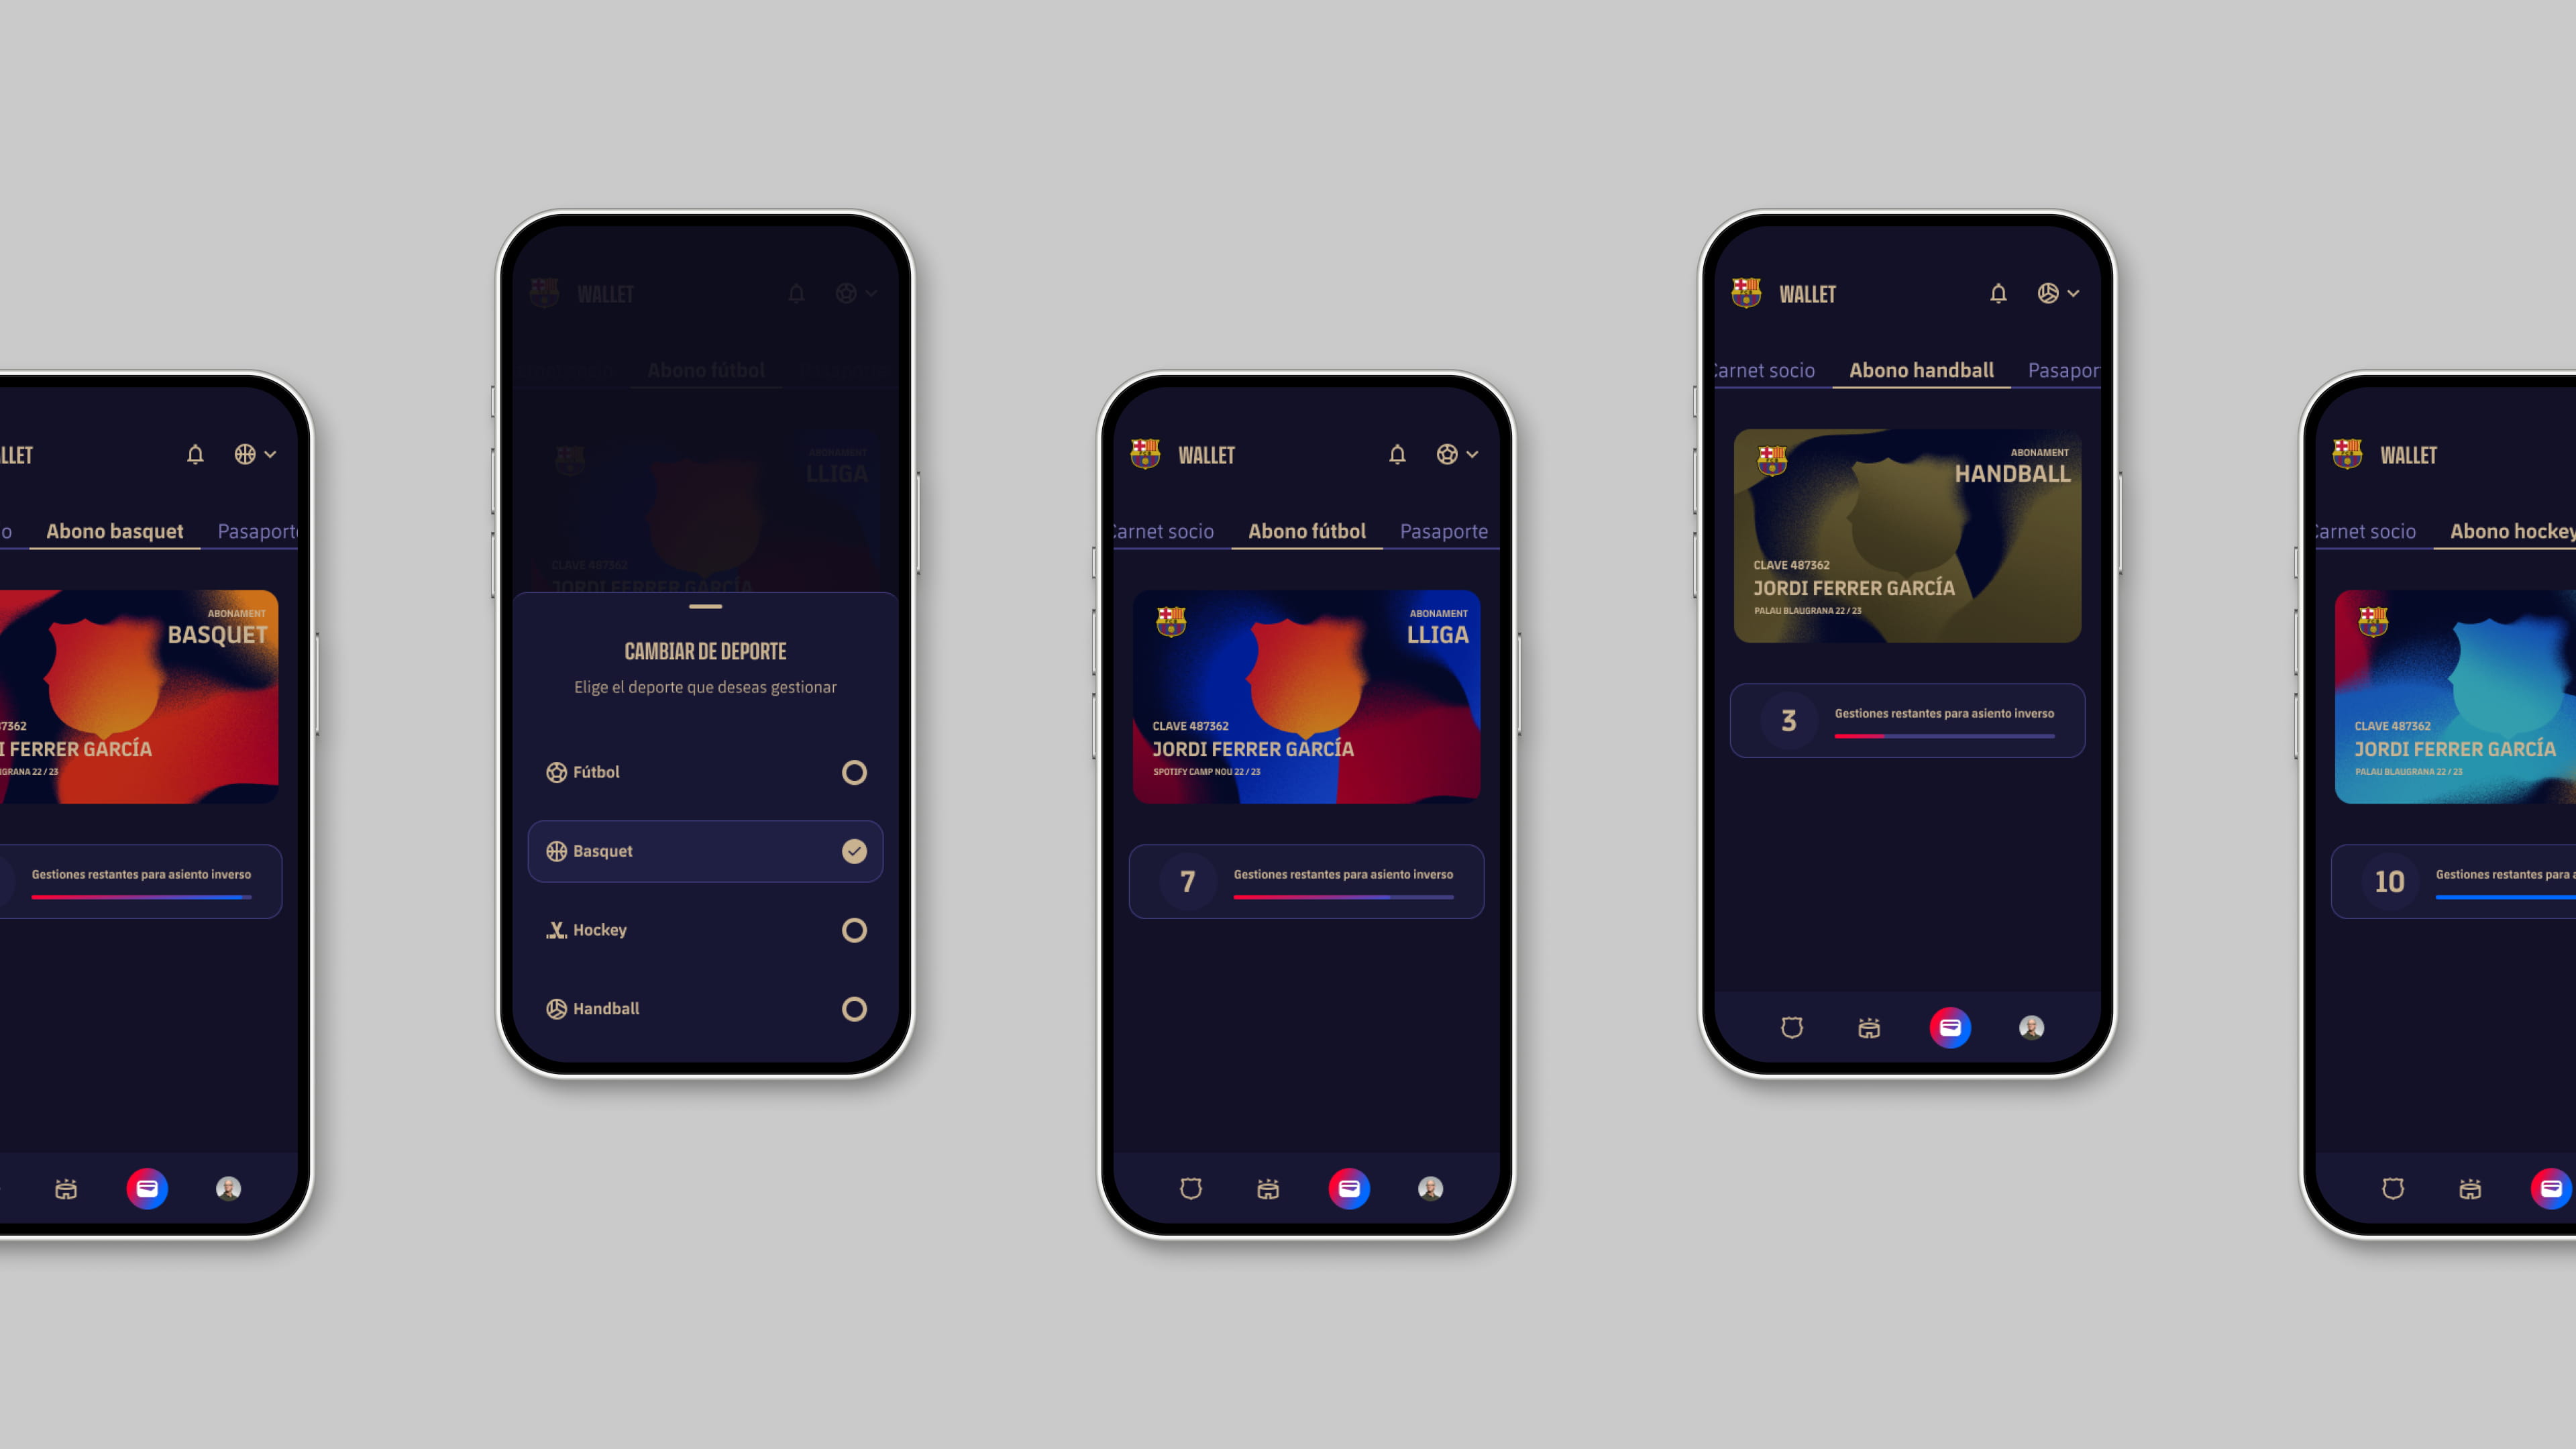 LLET
o Abono basquet Pasaport
ABONAMENT
BASQUET
7362
I FERRER GARCÍA
GRANA 22 / 23
Gestiones restantes para asiento inverso
WALLET
Abono fútbol
ABONAMENT
LLIGA
CLAVE 487362
JORDI FERRER GARCÍA
CAMBIAR DE DEPORTE
Elige el deporte que deseas gestionar
Fútbol
Basquet
Hockey
Handball
WALLET
Carnet socio Abono fútbol Pasaporte
ABONAMENT
LLIGA
CLAVE 487362
JORDI FERRER GARCÍA
SPOTIFY CAMP NOU 22 / 23
7 Gestiones restantes para asiento inverso
WALLET
Carnet socio Abono handball Pasapor
ABONAMENT
HANDBALL
CLAVE 487362
JORDI FERRER GARCÍA
PALAU BLAUGRANA 22 / 23
3 Gestiones restantes para asiento inverso
WALLET
Carnet socio Abono hockey
CLAVE 487362
JORDI FERRER GARCÍA
PALAU BLAUGRANA 22 / 23
10 Gestiones restantes para a